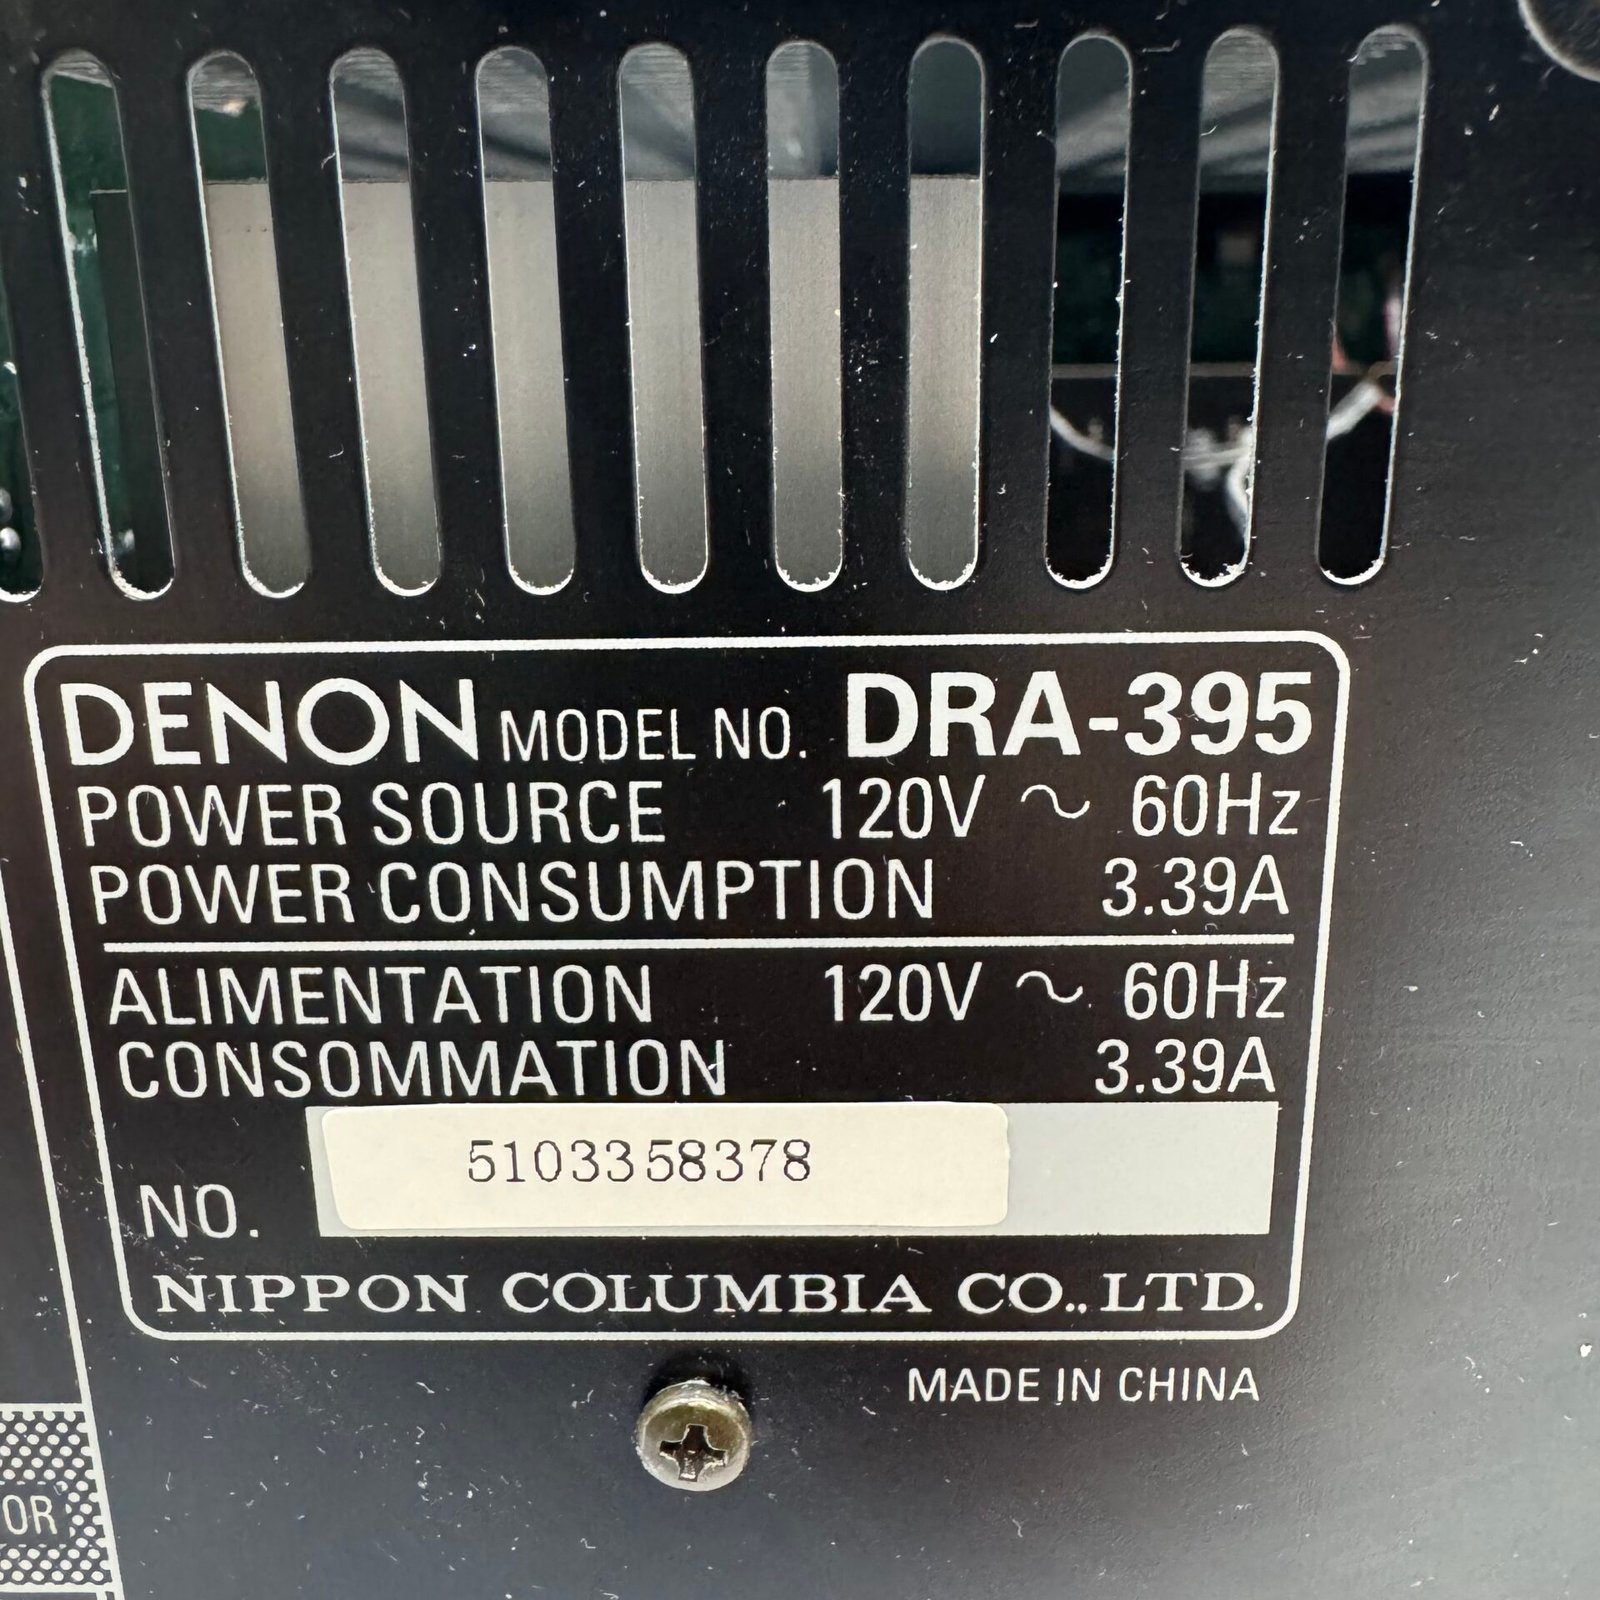 DENON MODEL NO. DRA-395
POWER SOURCE 120V ~ 60Hz
POWER CONSUMPTION 3.39A
ALIMENTATION 120V ~ 60Hz
CONSOMMATION 3.39A
5103358378
NO.
NIPPON COLUMBIA CO., LTD.
MADE IN CHINA
OR